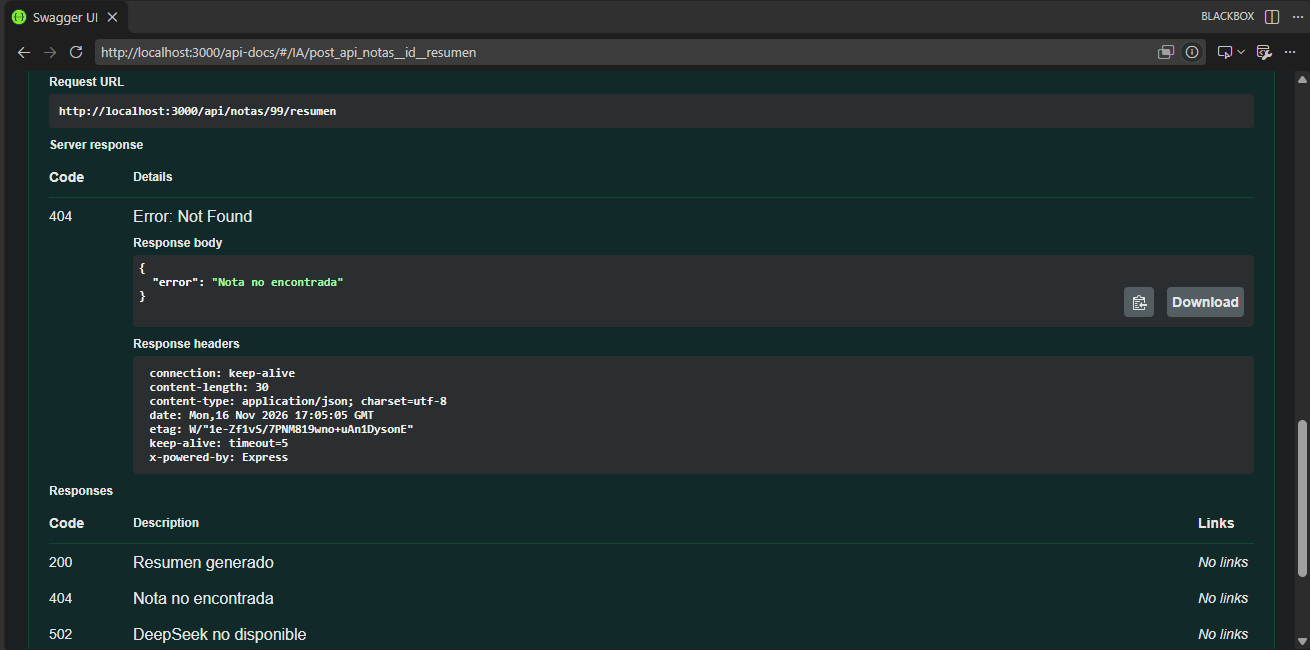 Swagger UI
BLACKBOX
http://localhost:3000/api-docs/#/IA/post_api_notas__id__resumen
Request URL
http://localhost:3000/api/notas/99/resumen
Server response
Code Details
404 Error: Not Found
Response body
{
"error": "Nota no encontrada"
}
Download
Response headers
connection: keep-alive
content-length: 30
content-type: application/json; charset=utf-8
date: Mon,16 Nov 2026 17:05:05 GMT
etag: W/"1e-Zf1vS/7PNM819wno+uAn1DysonE"
keep-alive: timeout=5
x-powered-by: Express
Responses
Code Description Links
200 Resumen generado No links
404 Nota no encontrada No links
502 DeepSeek no disponible No links